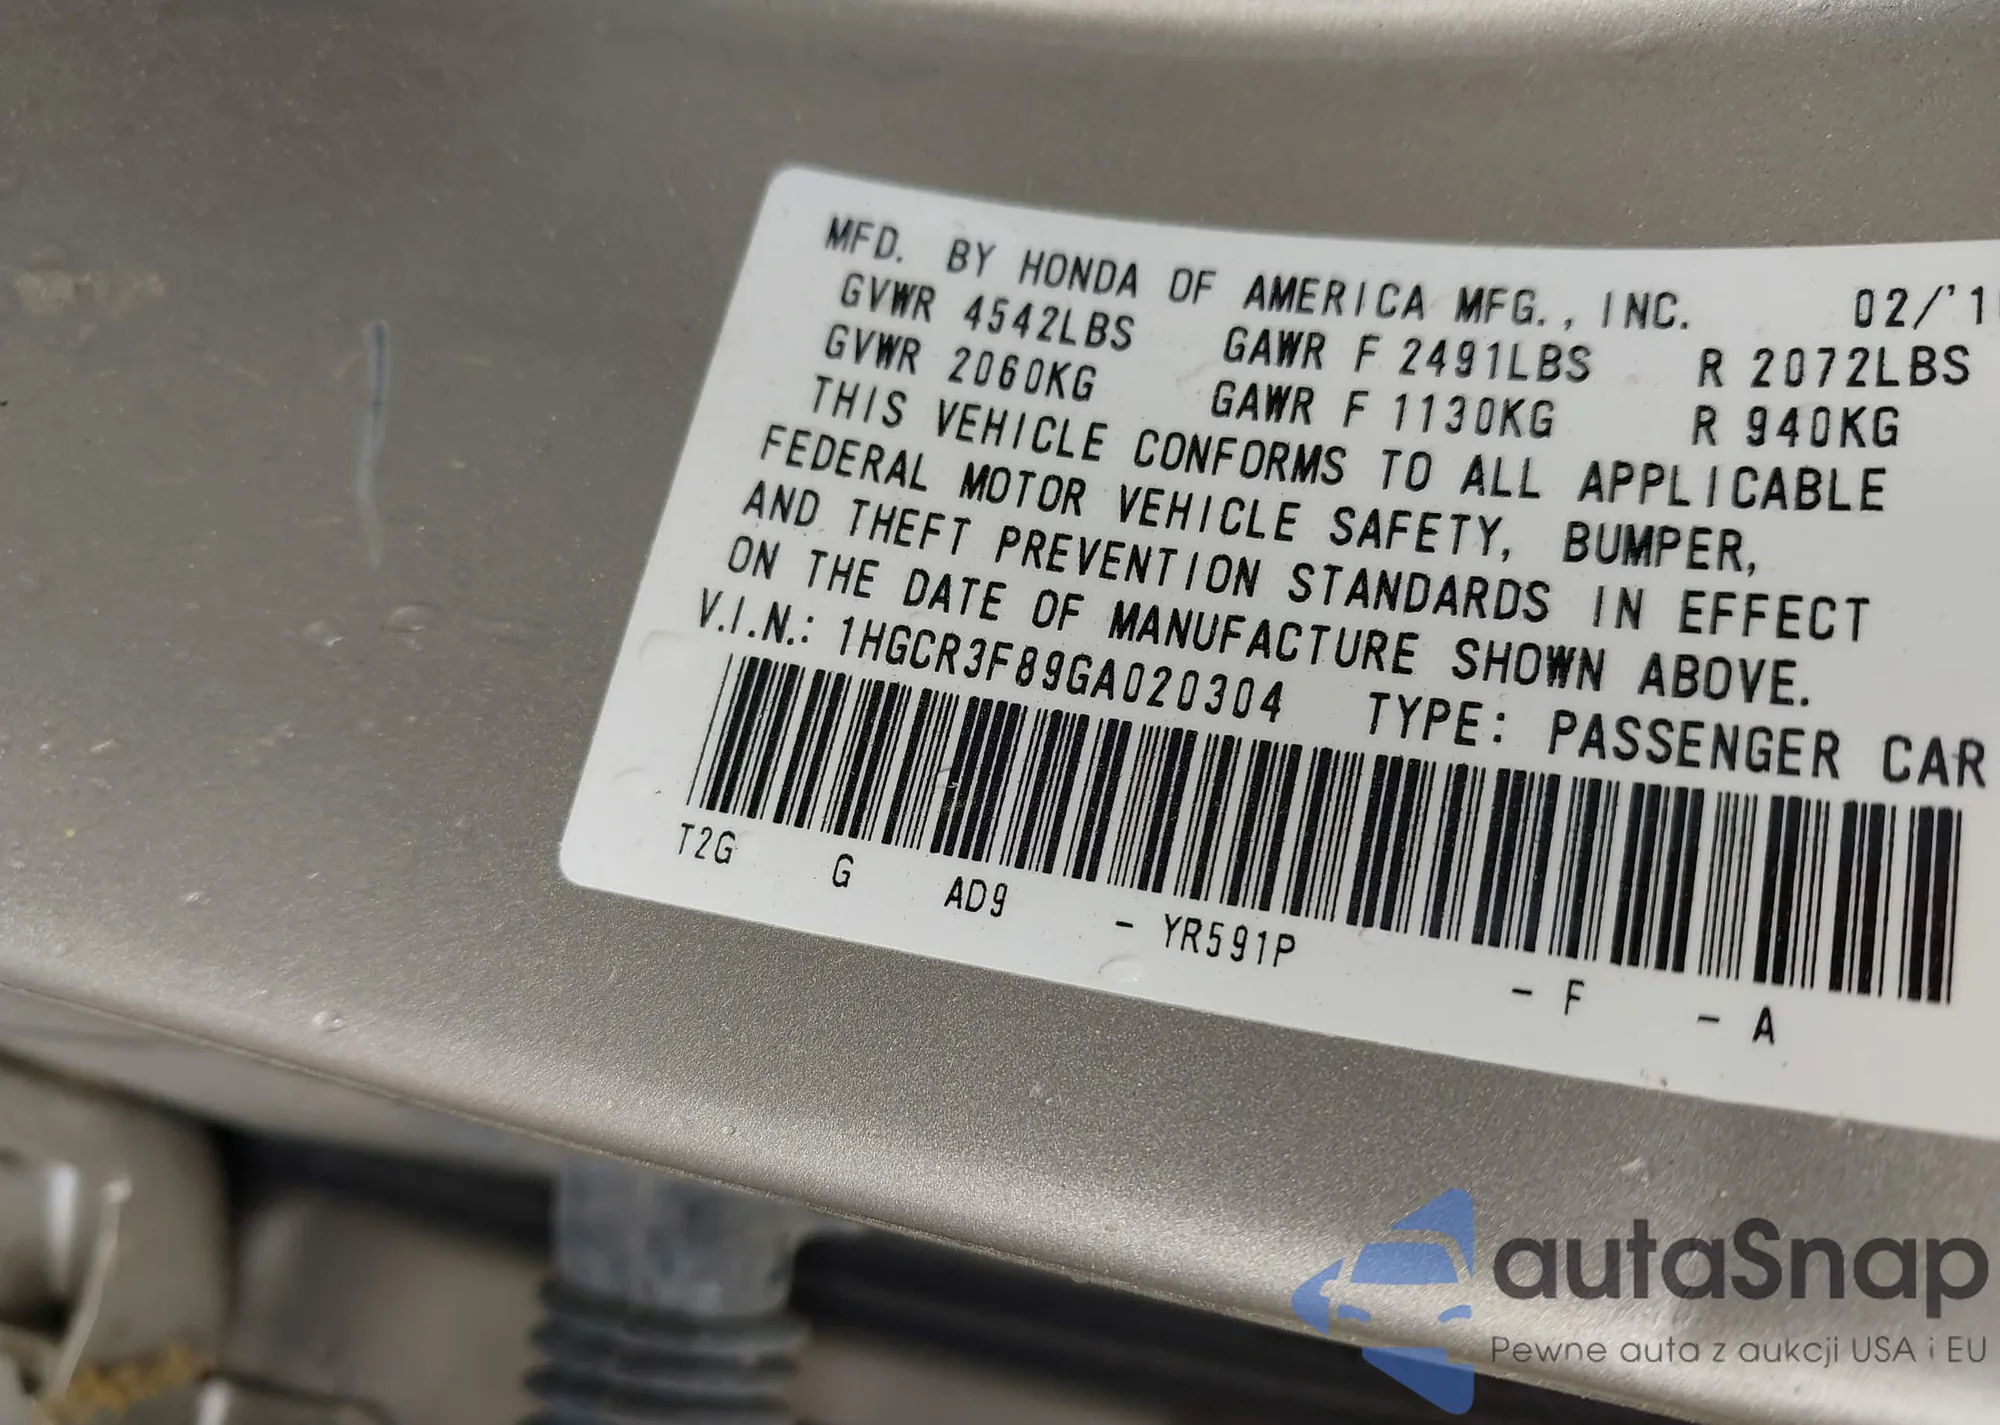 MFD. BY HONDA OF AMERICA MFG., INC. 02/'1
GVWR 4542LBS GAWR F 2491LBS R 2072LBS
GVWR 2060KG GAWR F 1130KG R 940KG
THIS VEHICLE CONFORMS TO ALL APPLICABLE
FEDERAL MOTOR VEHICLE SAFETY, BUMPER,
AND THEFT PREVENTION STANDARDS IN EFFECT
ON THE DATE OF MANUFACTURE SHOWN ABOVE.
V.I.N.: 1HGCR3F89GA020304 TYPE: PASSENGER CAR
T2G G AD9 - YR591P - F - A
autaSnap
Pewne auta z aukcji USA i EU